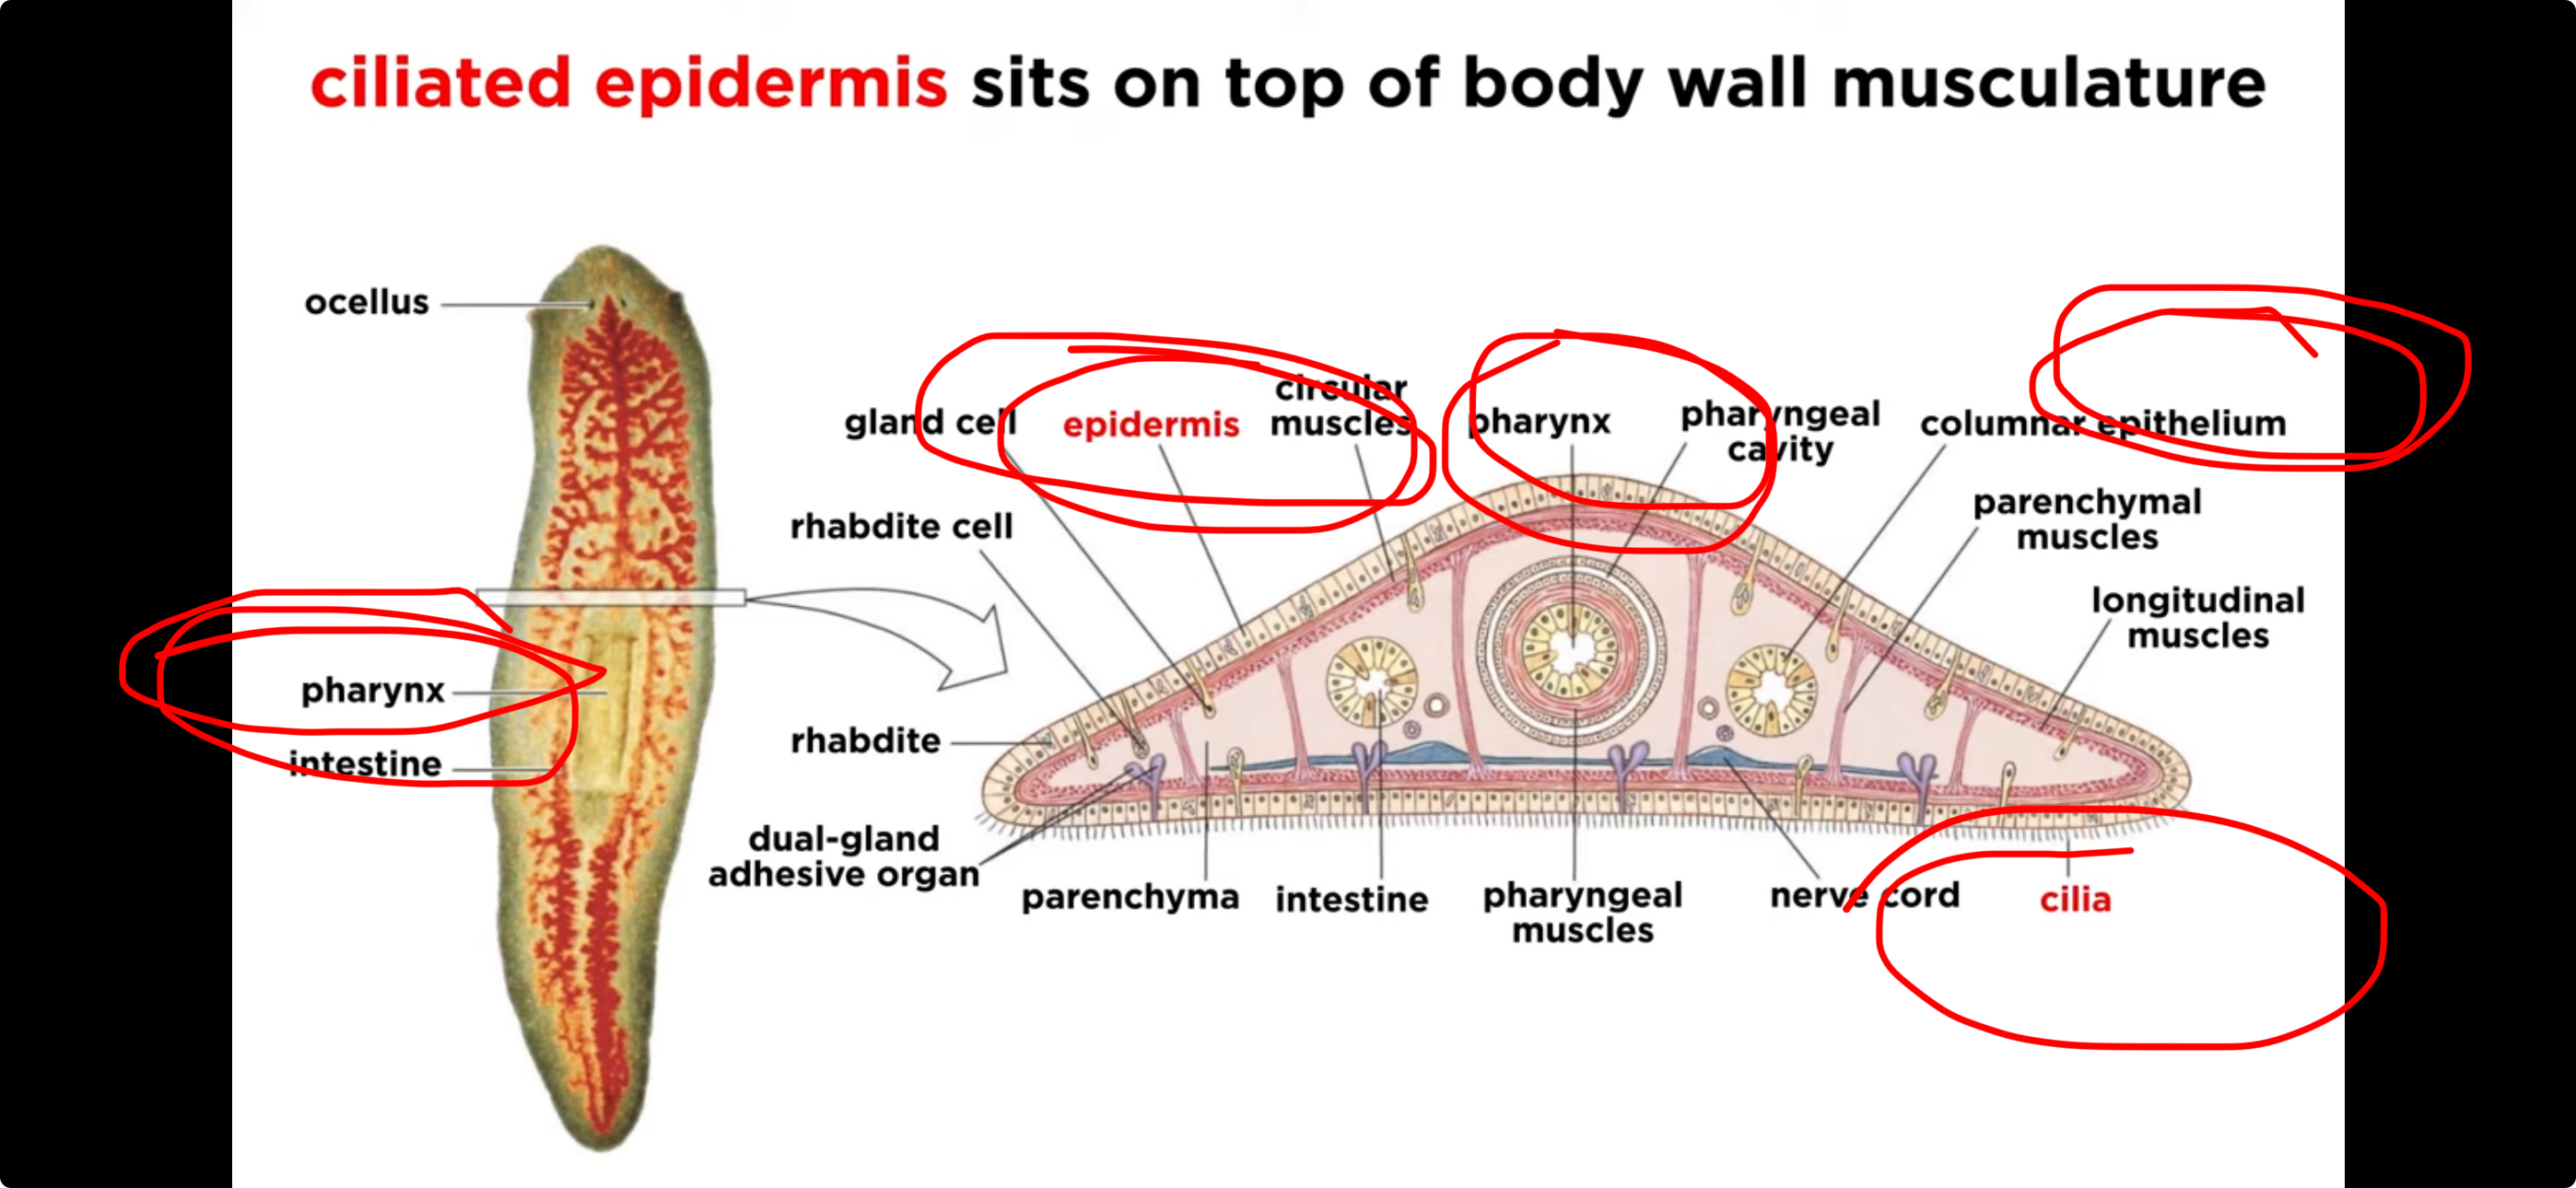 ciliated epidermis sits on top of body wall musculature
ocellus
pharynx
intestine
gland cell
epidermis
circular
muscles
pharynx
pharyngeal
cavity
columnar epithelium
rhabdite cell
parenchymal
muscles
longitudinal
muscles
rhabdite
dual-gland
adhesive organ
parenchyma
intestine
pharyngeal
muscles
nerve cord
cilia